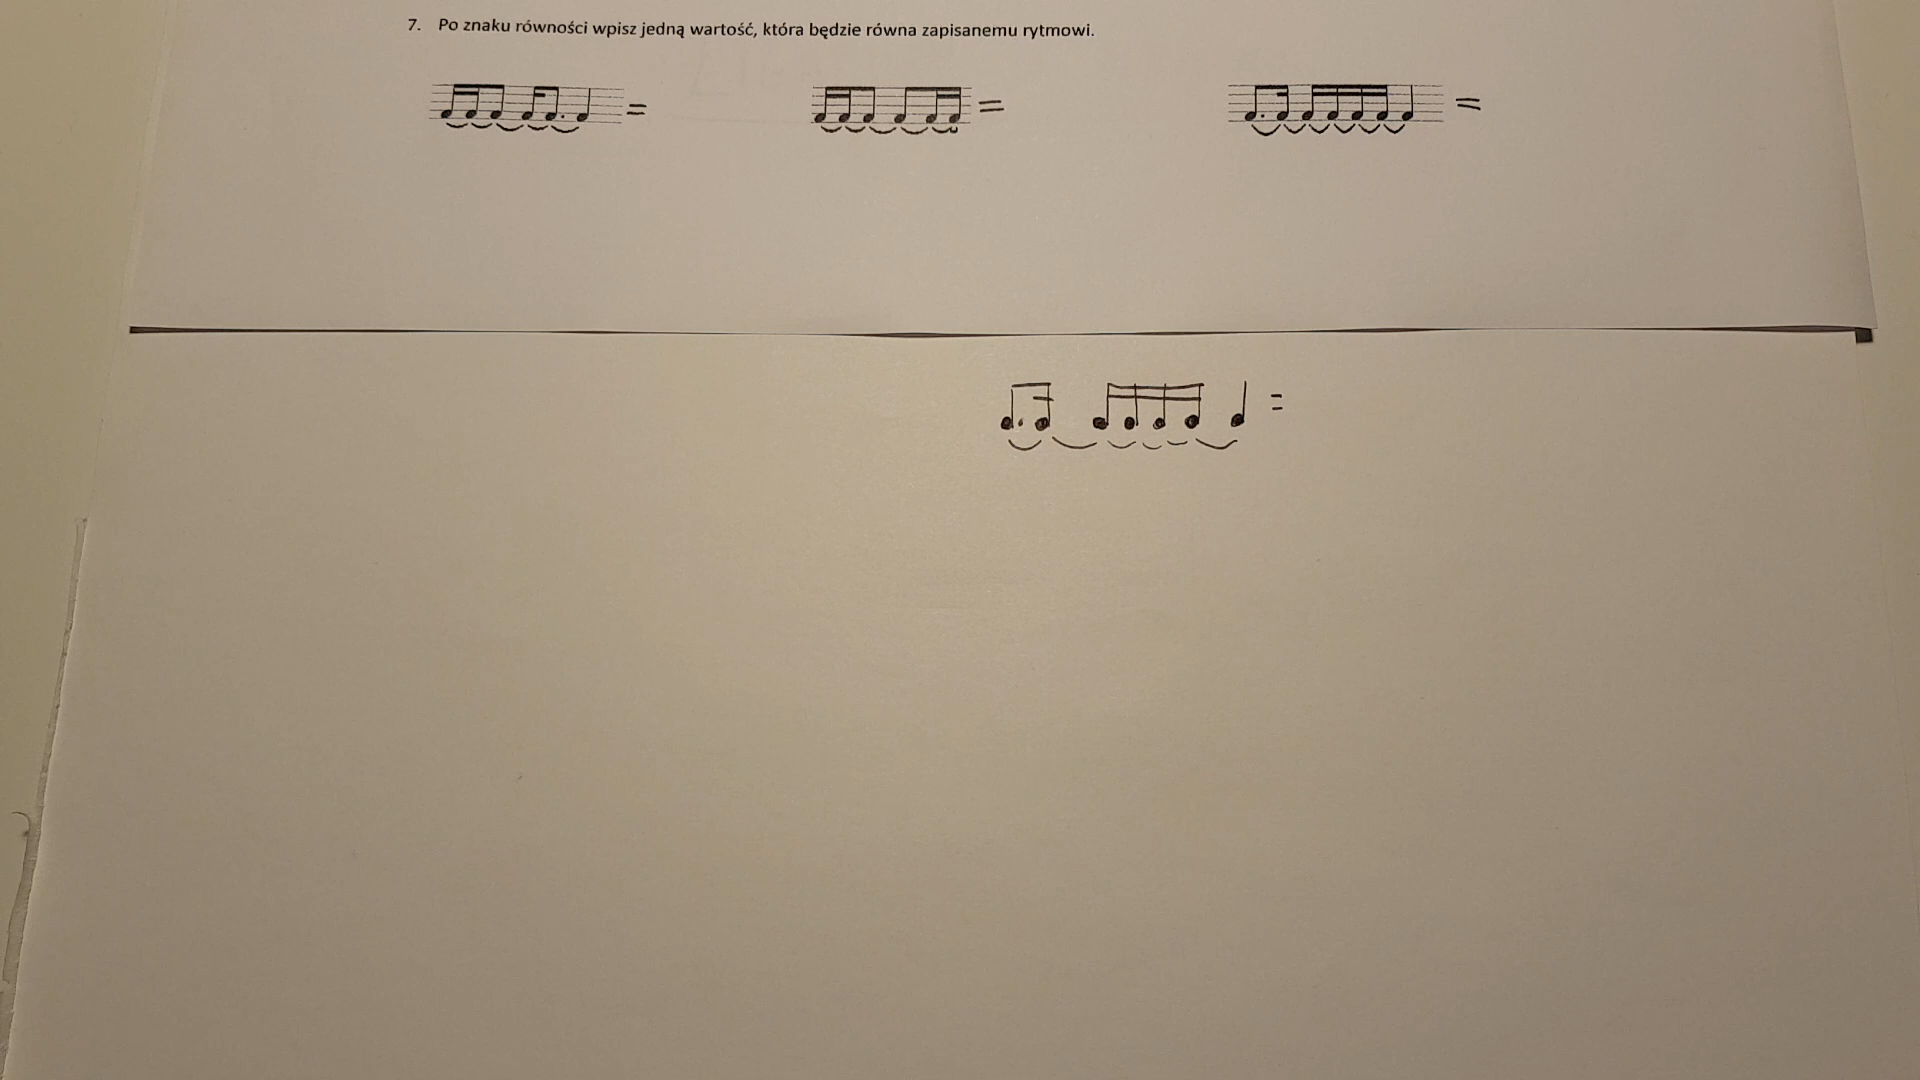 7. Po znaku równości wpisz jedną wartość, która będzie równa zapisanemu rytmowi.
= = =
=